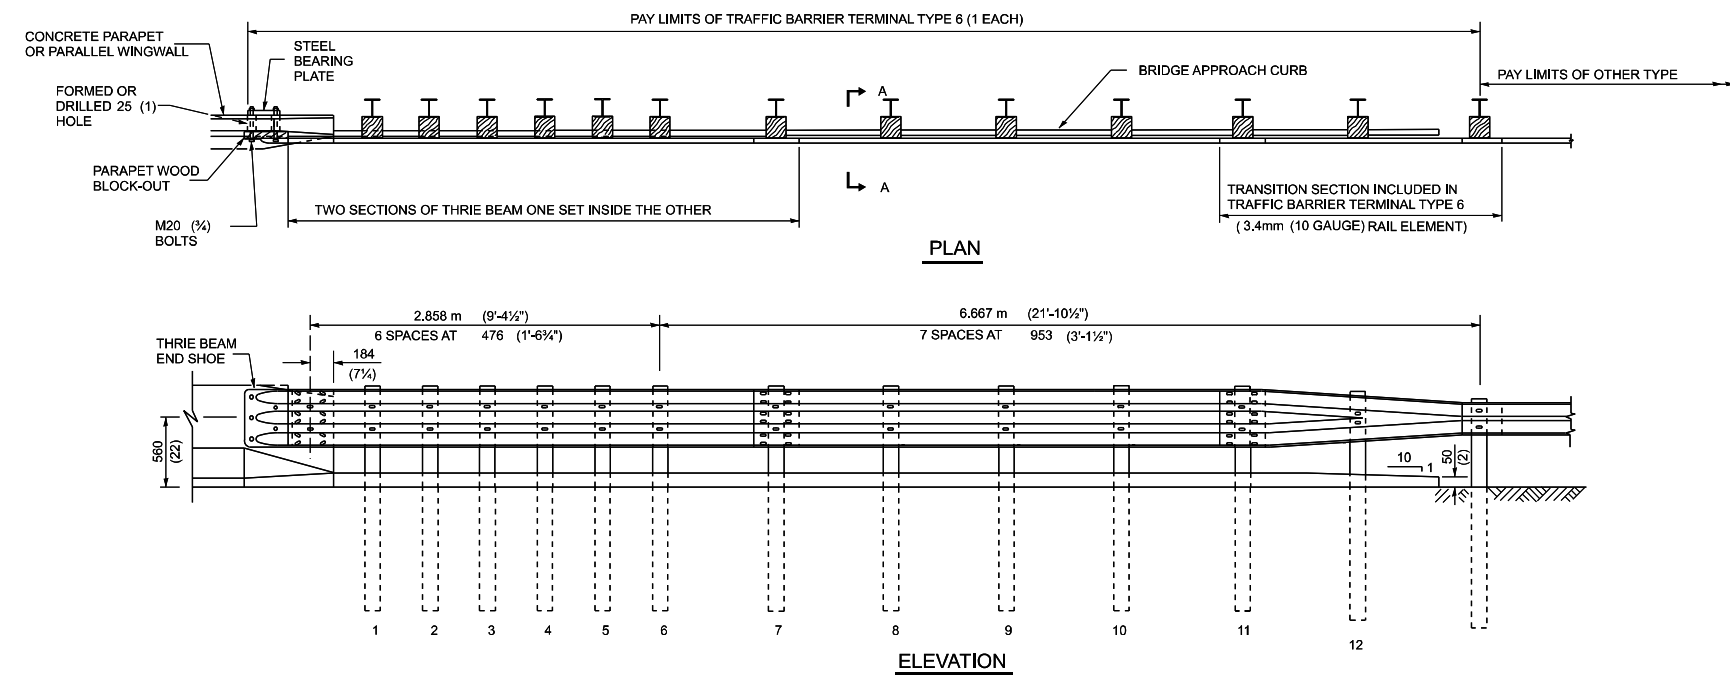 PAY LIMITS OF TRAFFIC BARRIER TERMINAL TYPE 6 (1 EACH)
CONCRETE PARAPET
OR PARALLEL WINGWALL
STEEL
BEARING
PLATE
FORMED OR
DRILLED 25 (1)
HOLE
A
BRIDGE APPROACH CURB
PAY LIMITS OF OTHER TYPE
PARAPET WOOD
BLOCK-OUT
M20 (¾)
BOLTS
TWO SECTIONS OF THRIE BEAM ONE SET INSIDE THE OTHER
A
TRANSITION SECTION INCLUDED IN
TRAFFIC BARRIER TERMINAL TYPE 6
( 3.4mm (10 GAUGE) RAIL ELEMENT)
PLAN
2.858 m (9'-4½")
6 SPACES AT 476 (1'-6¾")
6.667 m (21'-10½")
7 SPACES AT 953 (3'-1½")
THRIE BEAM
END SHOE
184
(7¼)
560
(22)
10
1
50
(2)
1 2 3 4 5 6 7 8 9 10 11
12
ELEVATION